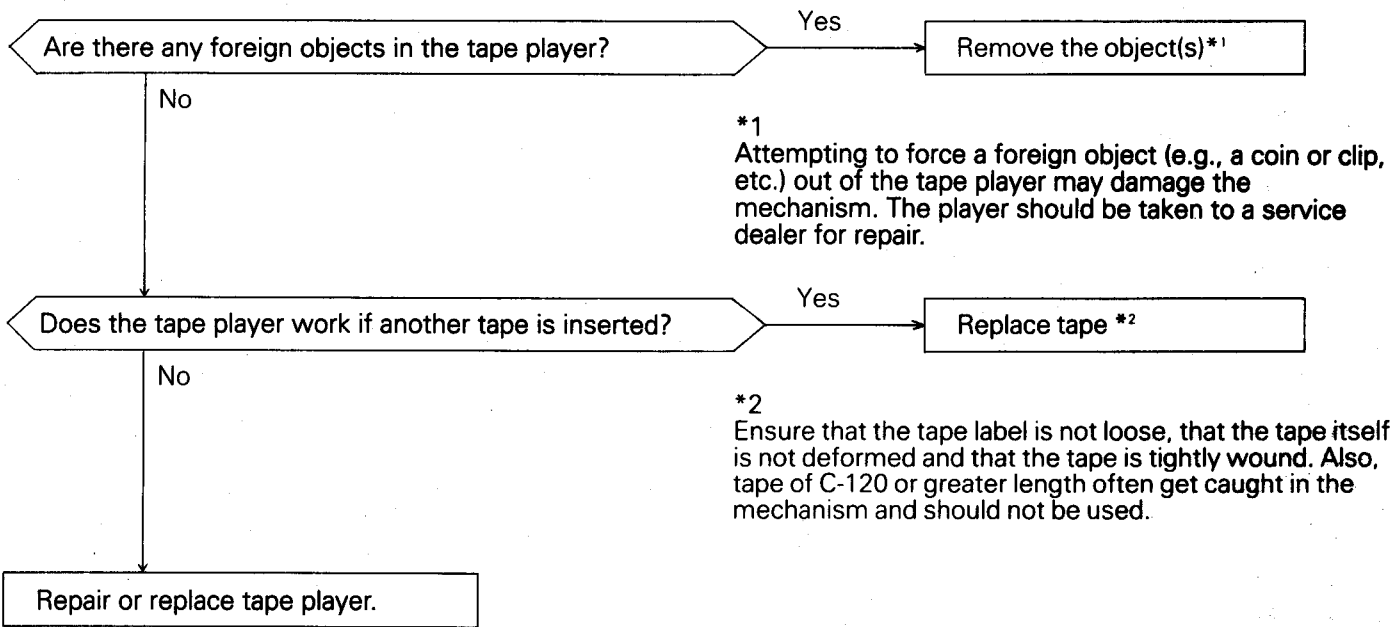 Yes
Are there any foreign objects in the tape player?
Remove the object(s)*1
No
*1
Attempting to force a foreign object (e.g., a coin or clip,
etc.) out of the tape player may damage the
mechanism. The player should be taken to a service
dealer for repair.
Yes
Does the tape player work if another tape is inserted?
Replace tape *2
No
*2
Ensure that the tape label is not loose, that the tape itself
is not deformed and that the tape is tightly wound. Also,
tape of C-120 or greater length often get caught in the
mechanism and should not be used.
Repair or replace tape player.